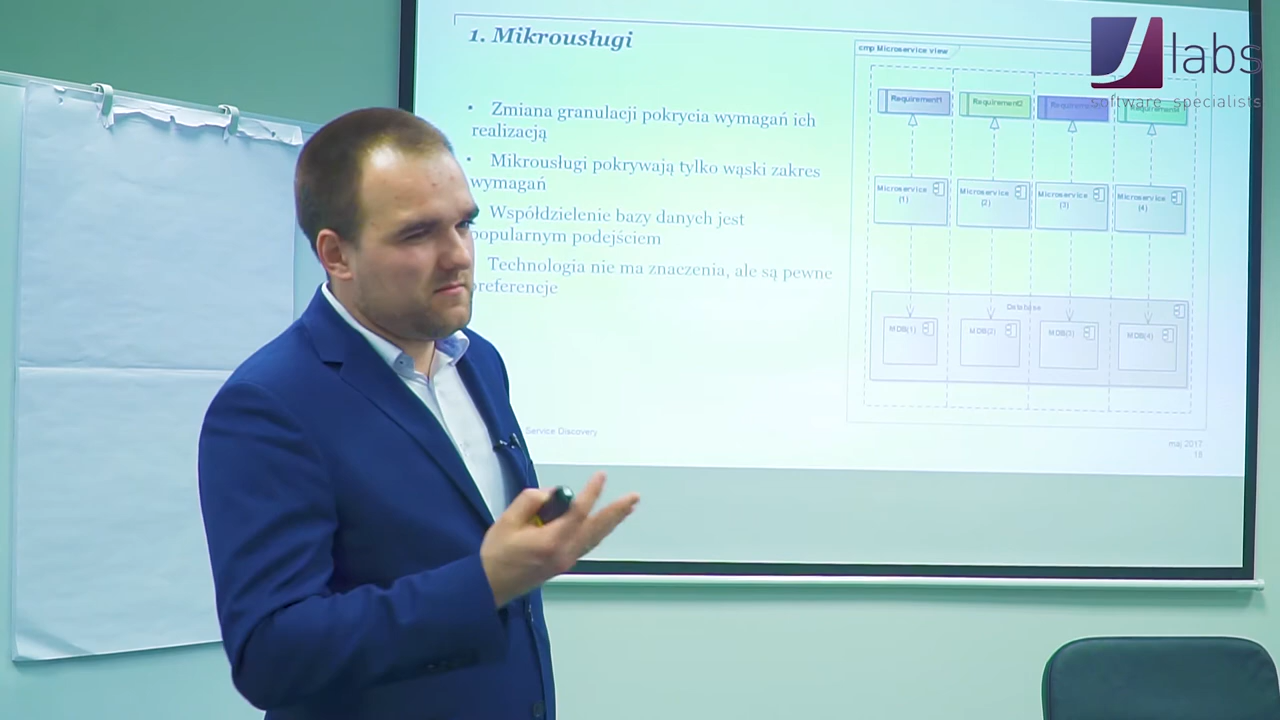 1. Mikrousługi
• Zmiana granulacji pokrycia wymagań ich
realizacją
• Mikrousługi pokrywają tylko wąski zakres
wymagań
Współdzielenie bazy danych jest
popularnym podejściem
Technologia nie ma znaczenia, ale są pewne
referencje
Service Discovery
maj 2017
18
cmp Microservice view
Requirement1
Requirement2
Microservice
(1)
Microservice
(2)
Microservice
(3)
Microservice
(4)
Database
MDB(1)
MDB(2)
MDB(3)
MDB(4)
J labs
software specialists